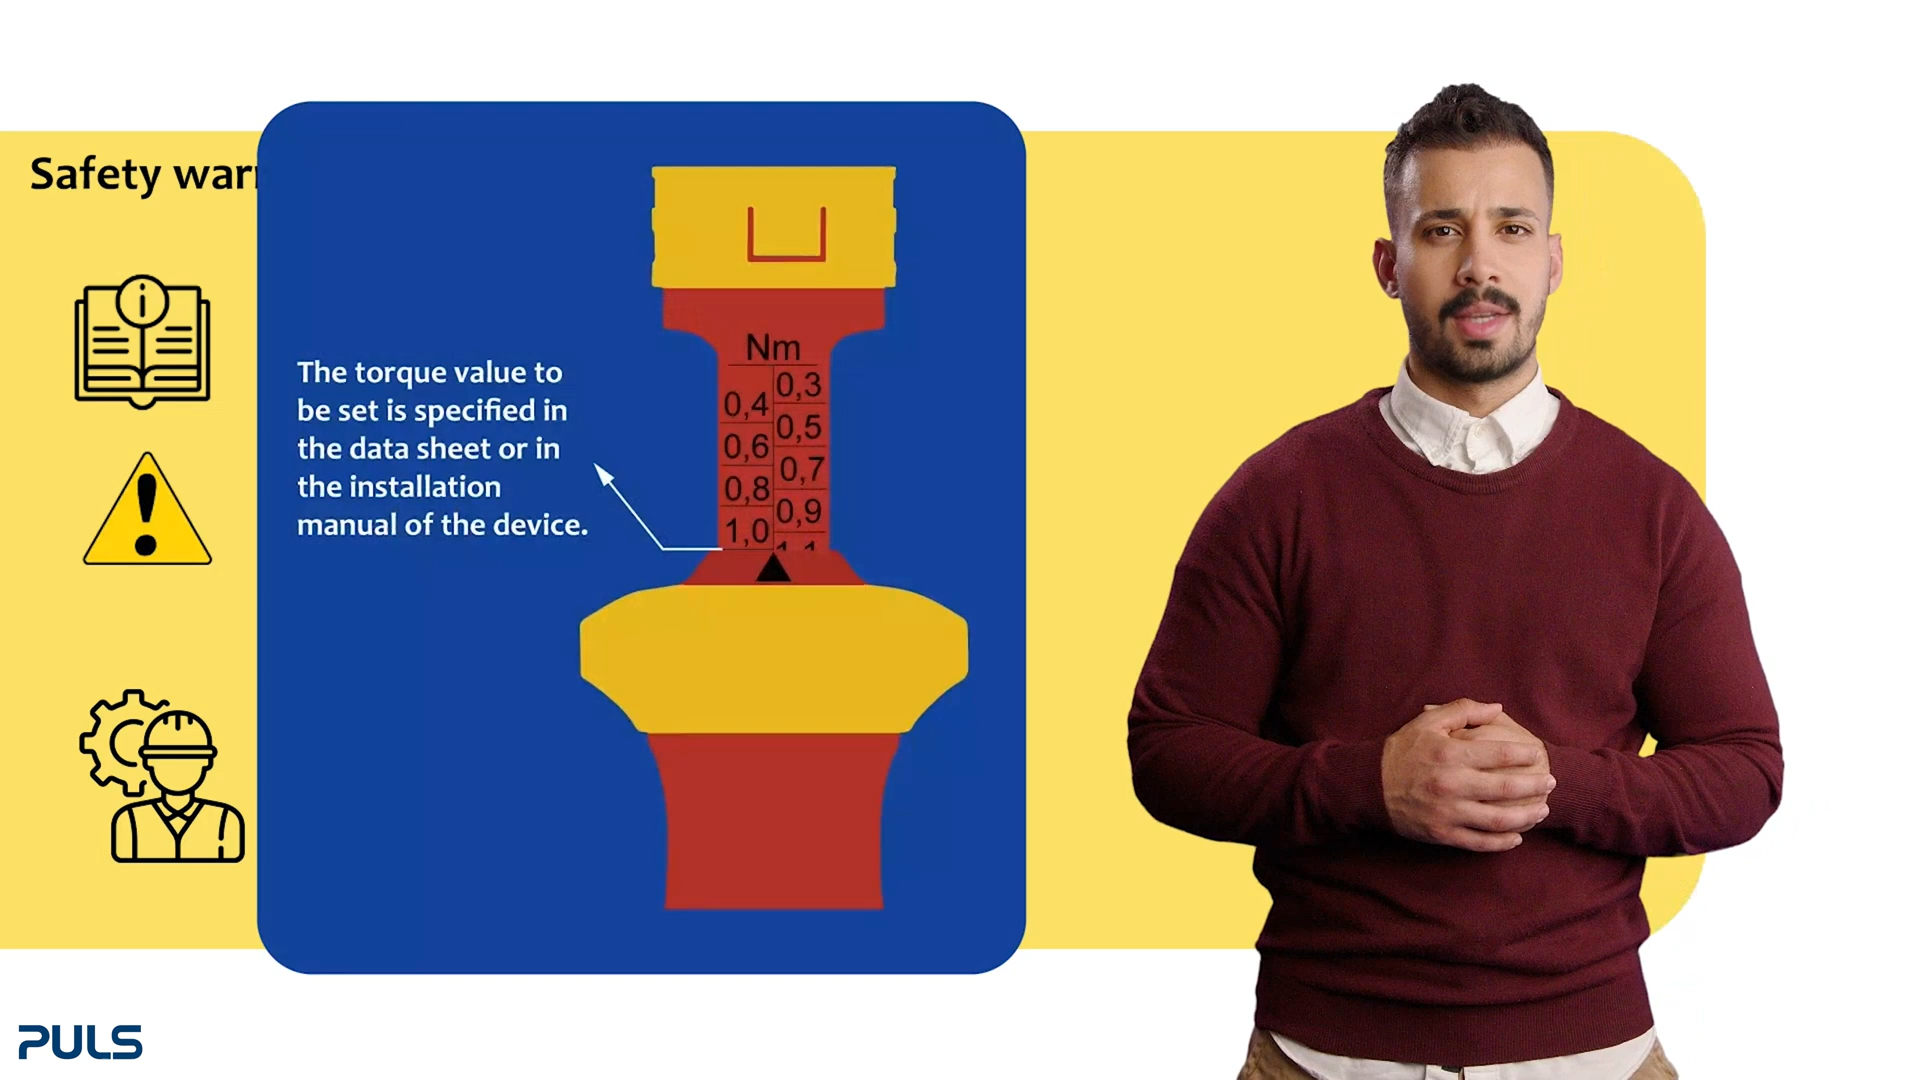 Safety war
The torque value to
be set is specified in
the data sheet or in
the installation
manual of the device.
Nm
0,3
0,4
0,5
0,6
0,7
0,8
0,9
1,0
PULS